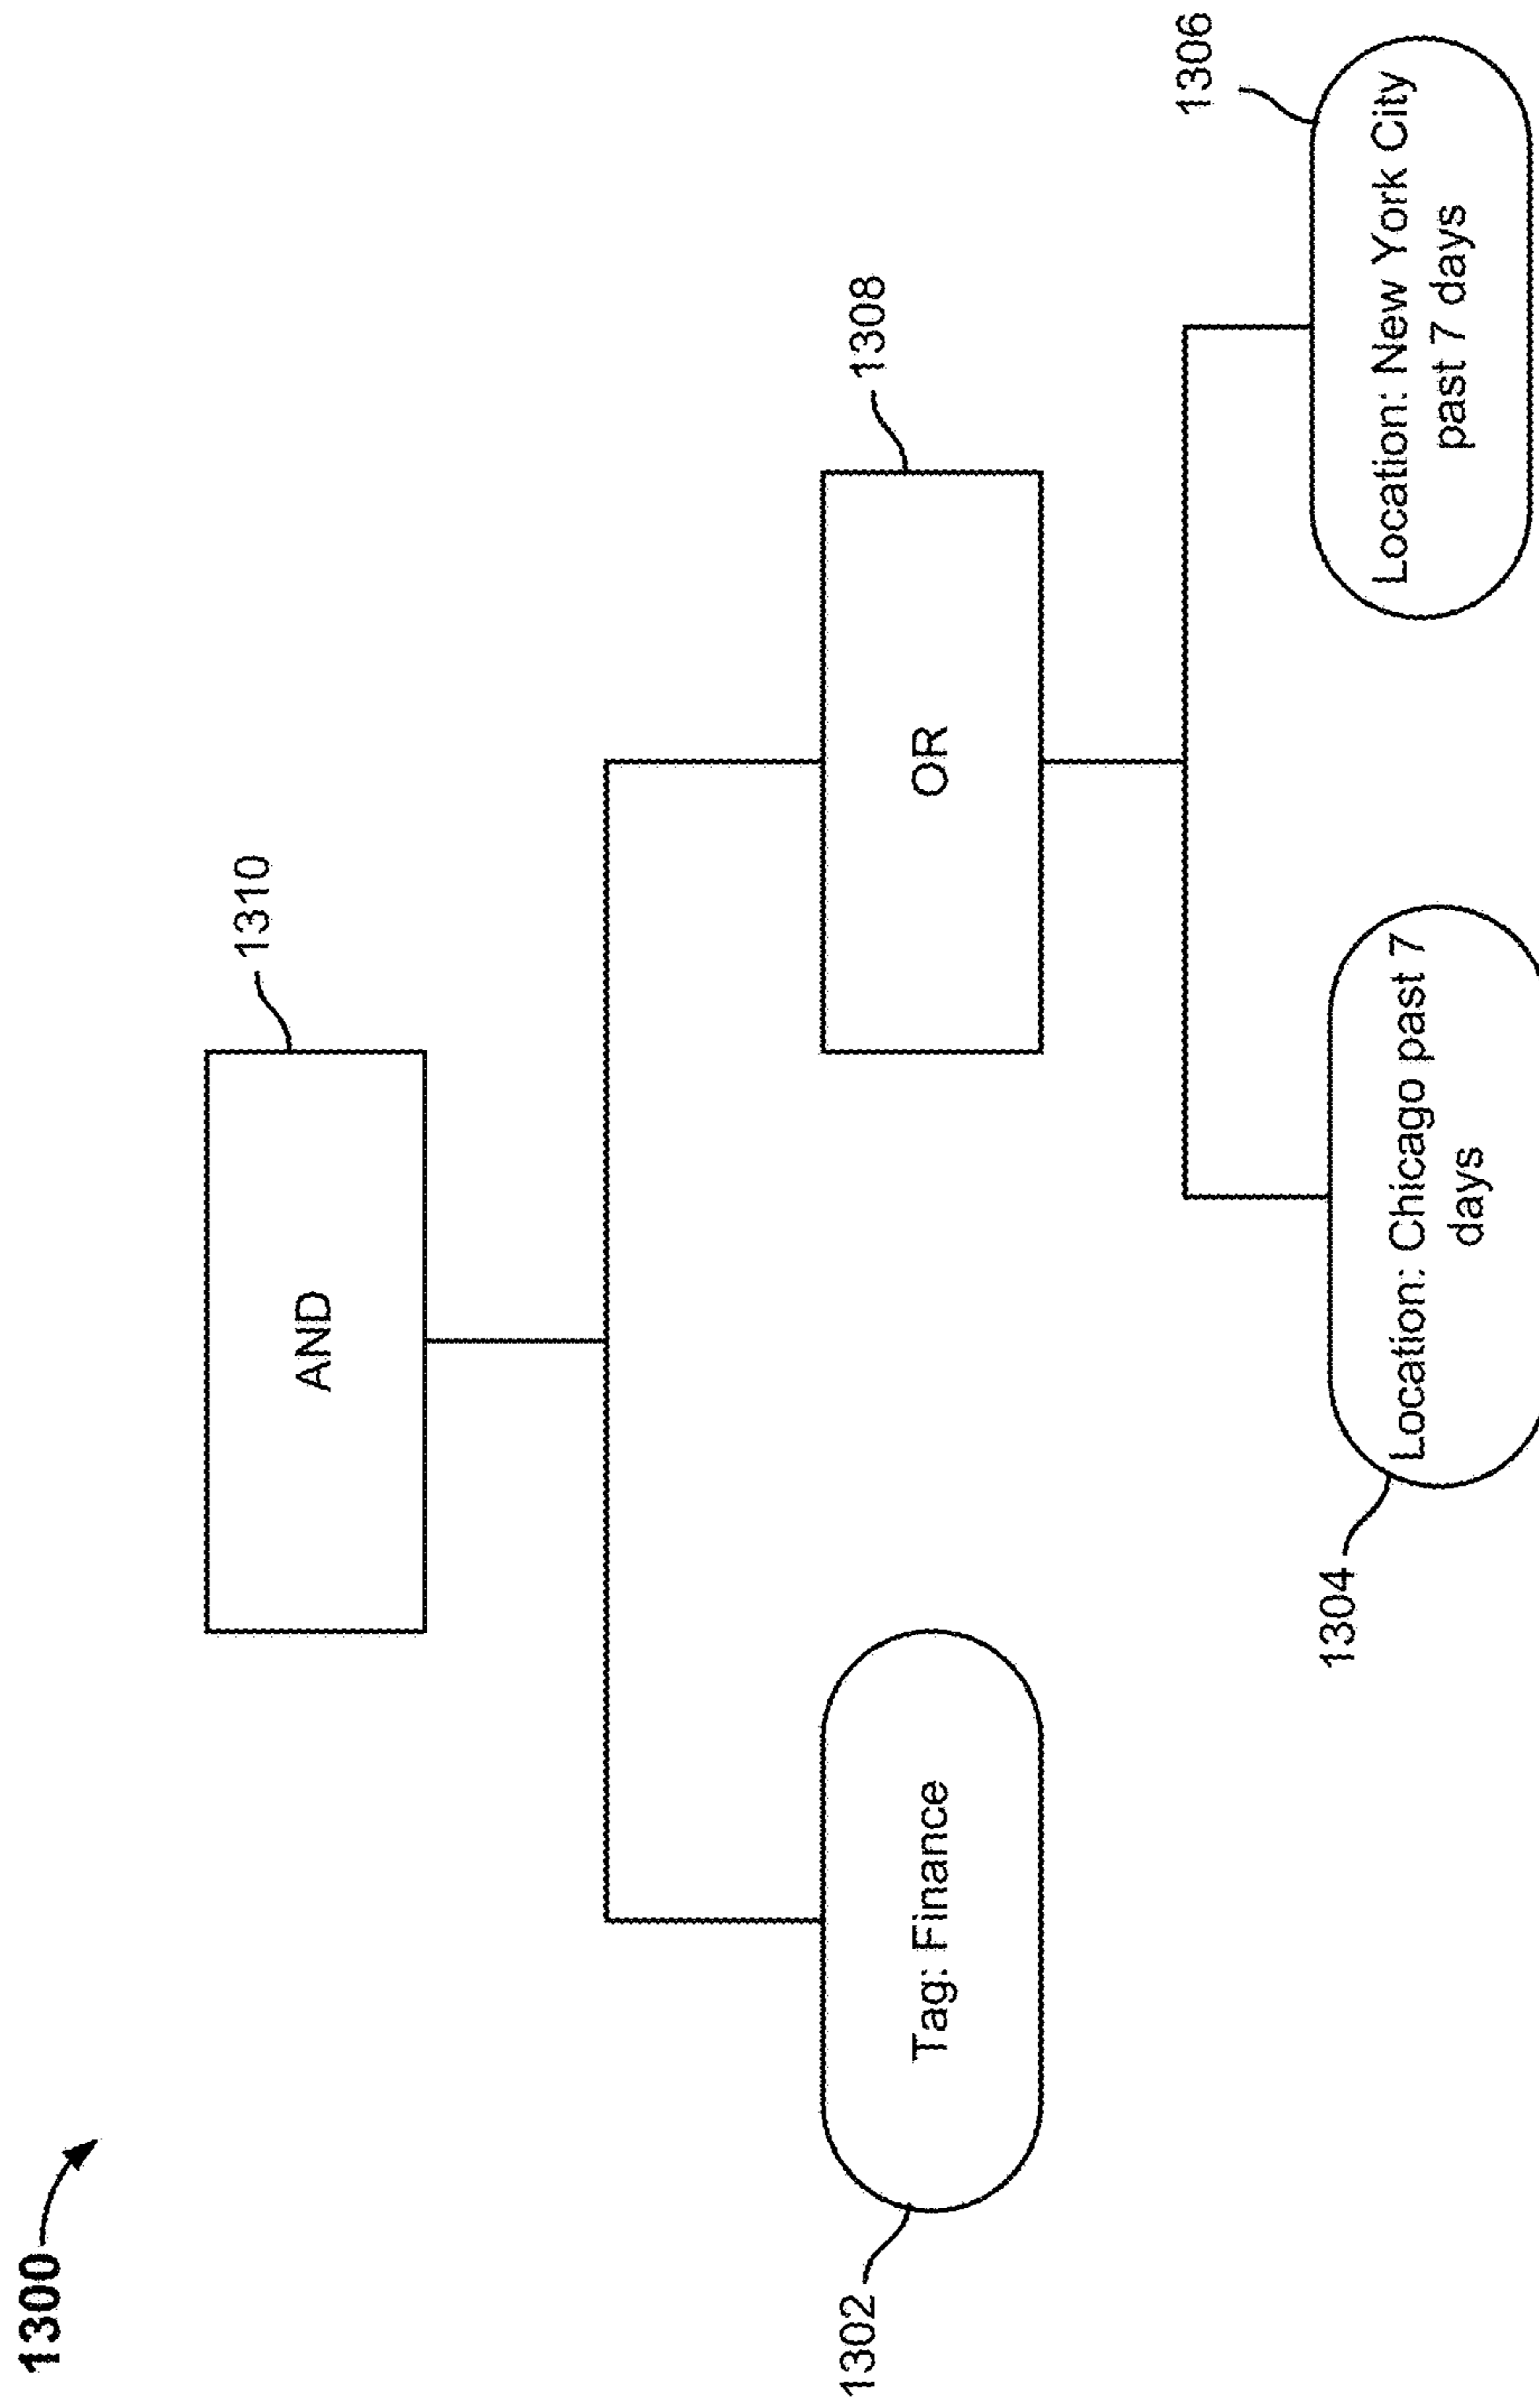 1300
1310
AND
1308
OR
1302
Tag: Finance
1306
Location: New York City
past 7 days
1304
Location: Chicago past 7
days